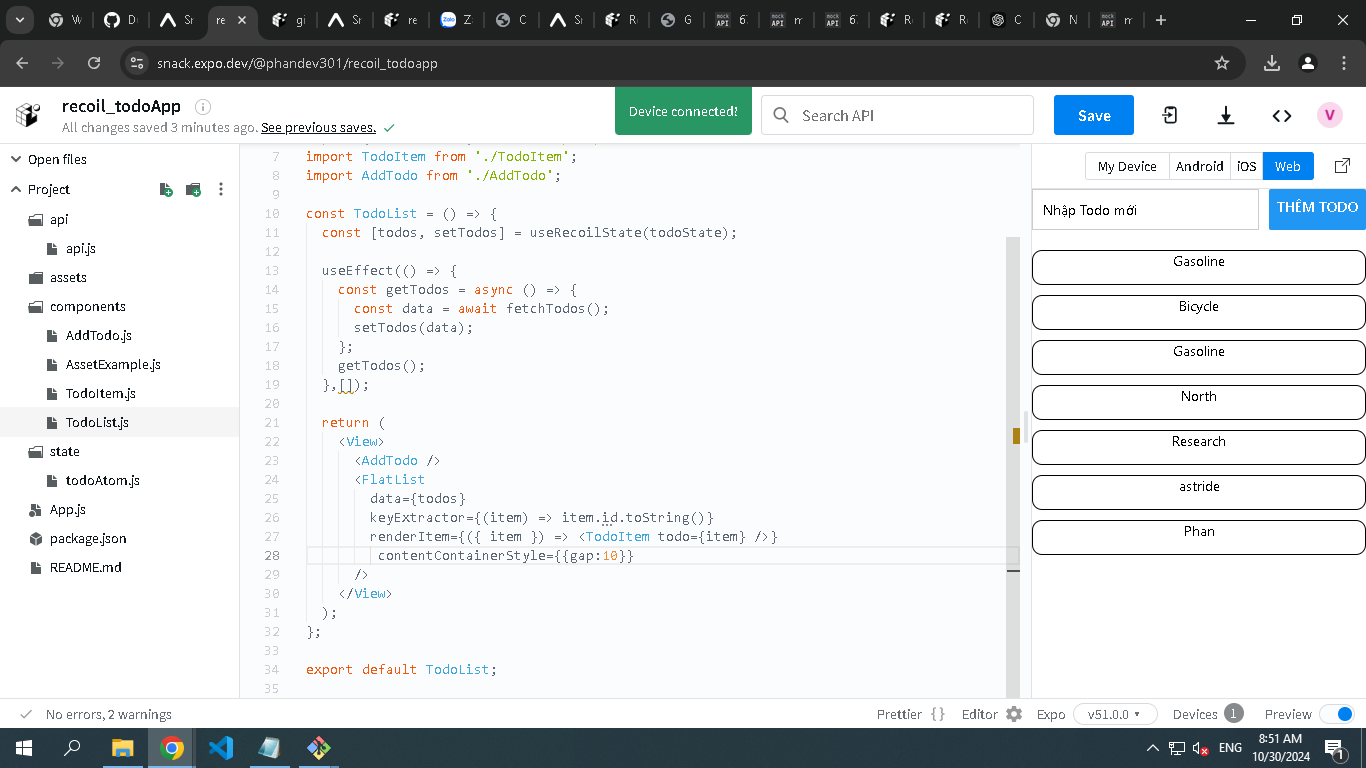 W
Di
Sn
re
gi
Sn
re
Z
C
Sn
Re
G
6
m
6
Re
Re
C
N
m
snack.expo.dev/@phandev301/recoil_todoapp
recoil_todoApp
All changes saved 3 minutes ago. See previous saves.
Device connected!
Search API
Save
V
Open files
Project
api
api.js
assets
components
AddTodo.js
AssetExample.js
TodoItem.js
TodoList.js
state
todoAtom.js
App.js
package.json
README.md
7 import TodoItem from './TodoItem';
8 import AddTodo from './AddTodo';
9
10 const TodoList = () => {
11 const [todos, setTodos] = useRecoilState(todoState);
12
13 useEffect(() => {
14 const getTodos = async () => {
15 const data = await fetchTodos();
16 setTodos(data);
17 };
18 getTodos();
19 },[]);
20
21 return (
22 <View>
23 <AddTodo />
24 <FlatList
25 data={todos}
26 keyExtractor={(item) => item.id.toString()}
27 renderItem={({ item }) => <TodoItem todo={item} />}
28 contentContainerStyle={{gap:10}}
29 />
30 </View>
31 );
32 };
33
34 export default TodoList;
35
My Device
Android
iOS
Web
Nhập Todo mới
THÊM TODO
Gasoline
Bicycle
Gasoline
North
Research
astride
Phan
No errors, 2 warnings
Prettier {}
Editor
Expo
v51.0.0
Devices 1
Preview
ENG
8:51 AM
10/30/2024
1